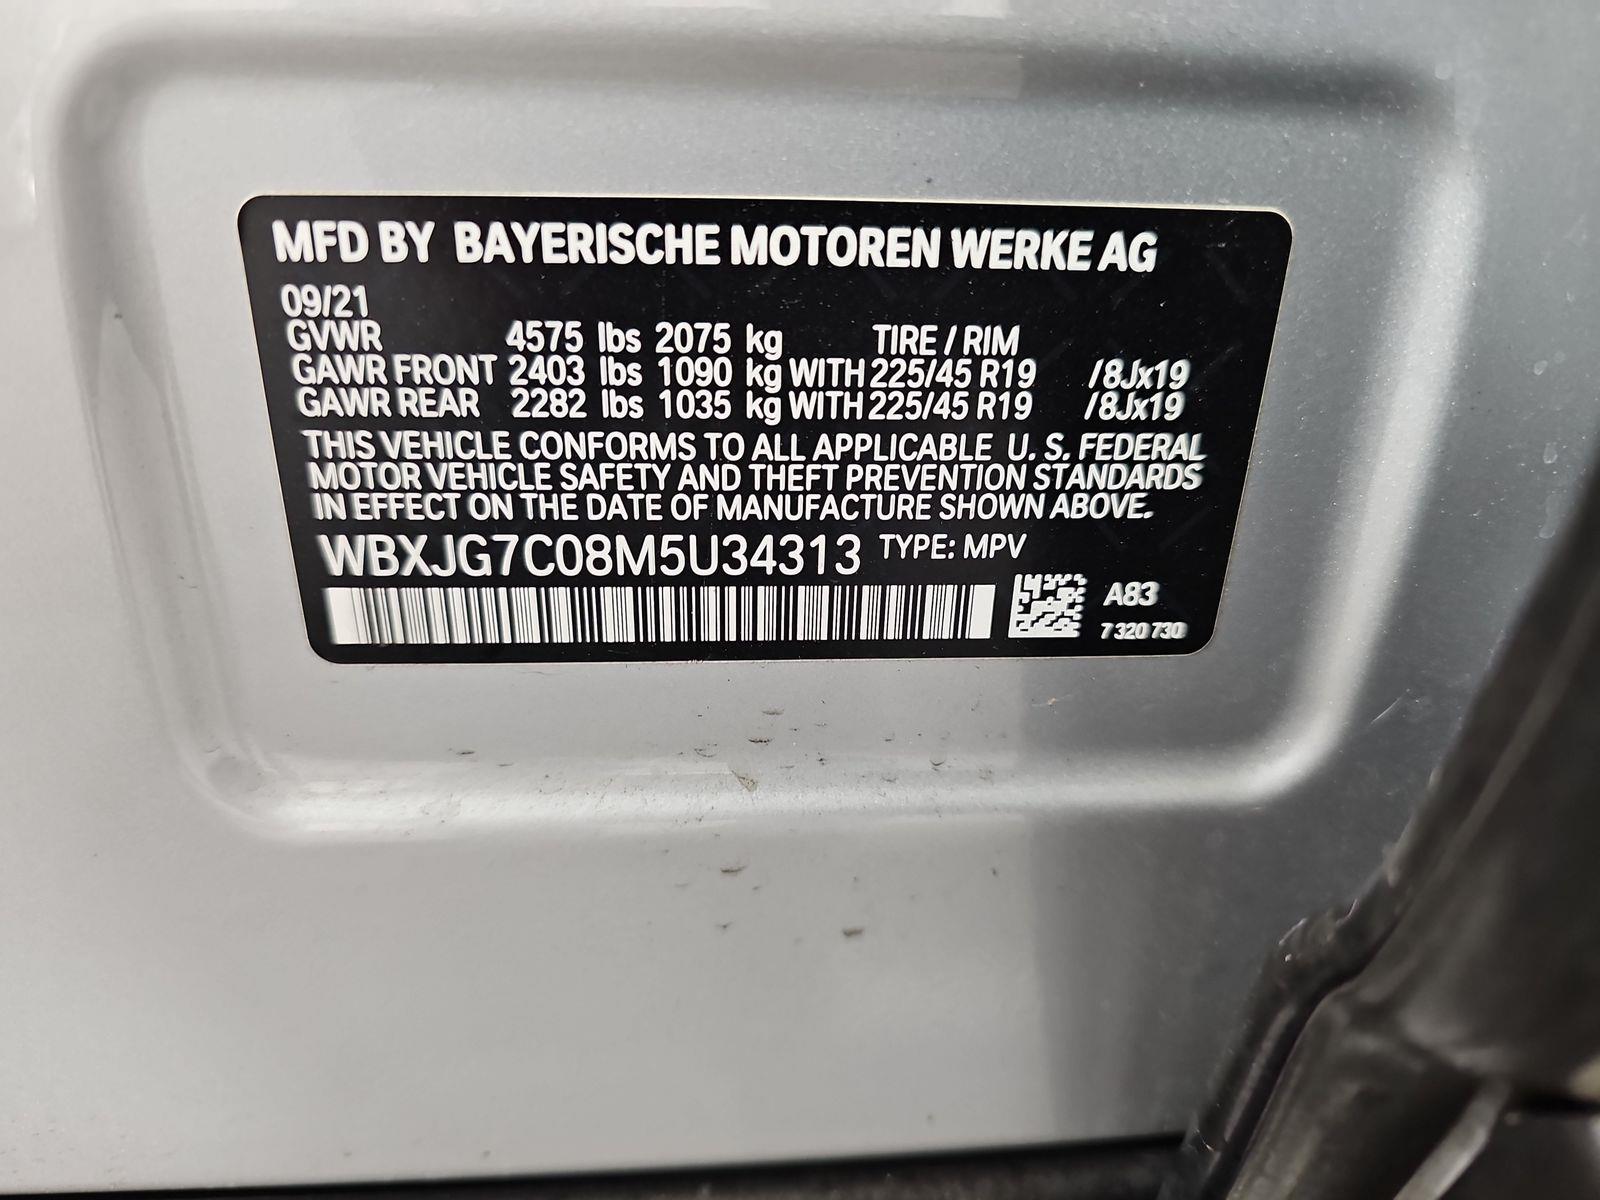 MFD BY BAYERISCHE MOTOREN WERKE AG
09/21
GVWR 4575 lbs 2075 kg TIRE / RIM
GAWR FRONT 2403 lbs 1090 kg WITH 225/45 R19 /8Jx19
GAWR REAR 2282 lbs 1035 kg WITH 225/45 R19 /8Jx19
THIS VEHICLE CONFORMS TO ALL APPLICABLE U. S. FEDERAL
MOTOR VEHICLE SAFETY AND THEFT PREVENTION STANDARDS
IN EFFECT ON THE DATE OF MANUFACTURE SHOWN ABOVE.
WBXJG7C08M5U34313 TYPE: MPV
A83
7 320 730